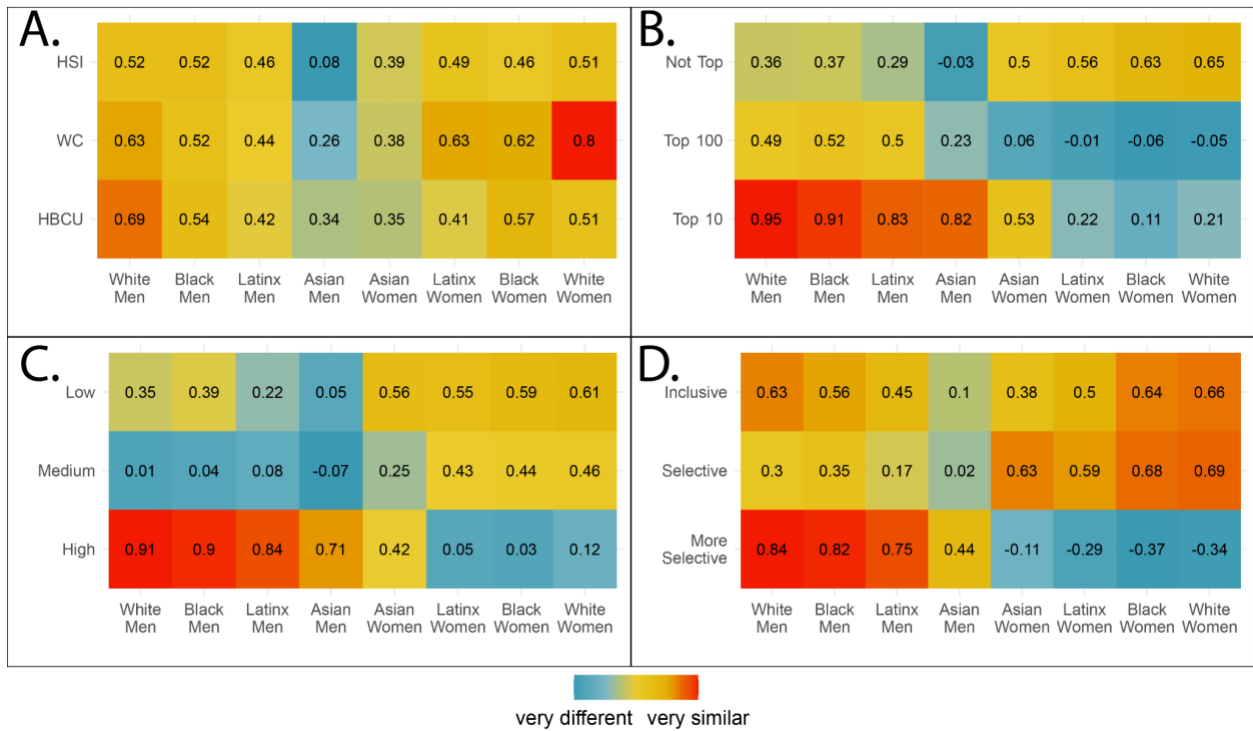 A.
HSI 0.52 0.52 0.46 0.08 0.39 0.49 0.46 0.51
WC 0.63 0.52 0.44 0.26 0.38 0.63 0.62 0.8
HBCU 0.69 0.54 0.42 0.34 0.35 0.41 0.57 0.51
White Black Latinx Asian Asian Latinx Black White
Men Men Men Men Women Women Women Women
B.
Not Top 0.36 0.37 0.29 -0.03 0.5 0.56 0.63 0.65
Top 100 0.49 0.52 0.5 0.23 0.06 -0.01 -0.06 -0.05
Top 10 0.95 0.91 0.83 0.82 0.53 0.22 0.11 0.21
White Black Latinx Asian Asian Latinx Black White
Men Men Men Men Women Women Women Women
C.
Low 0.35 0.39 0.22 0.05 0.56 0.55 0.59 0.61
Medium 0.01 0.04 0.08 -0.07 0.25 0.43 0.44 0.46
High 0.91 0.9 0.84 0.71 0.42 0.05 0.03 0.12
White Black Latinx Asian Asian Latinx Black White
Men Men Men Men Women Women Women Women
D.
Inclusive 0.63 0.56 0.45 0.1 0.38 0.5 0.64 0.66
Selective 0.3 0.35 0.17 0.02 0.63 0.59 0.68 0.69
More
Selective 0.84 0.82 0.75 0.44 -0.11 -0.29 -0.37 -0.34
White Black Latinx Asian Asian Latinx Black White
Men Men Men Men Women Women Women Women
very different very similar